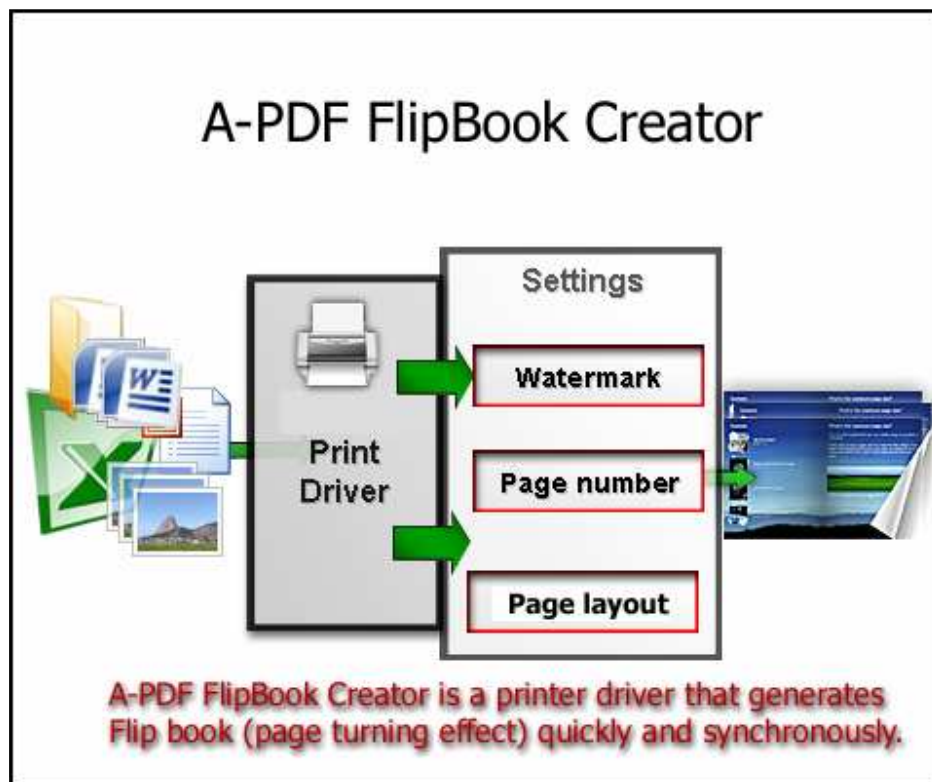 A-PDF FlipBook Creator
Settings
Watermark
Print
Driver
Page number
Page layout
A-PDF FlipBook Creator is a printer driver that generates
Flip book (page turning effect) quickly and synchronously.